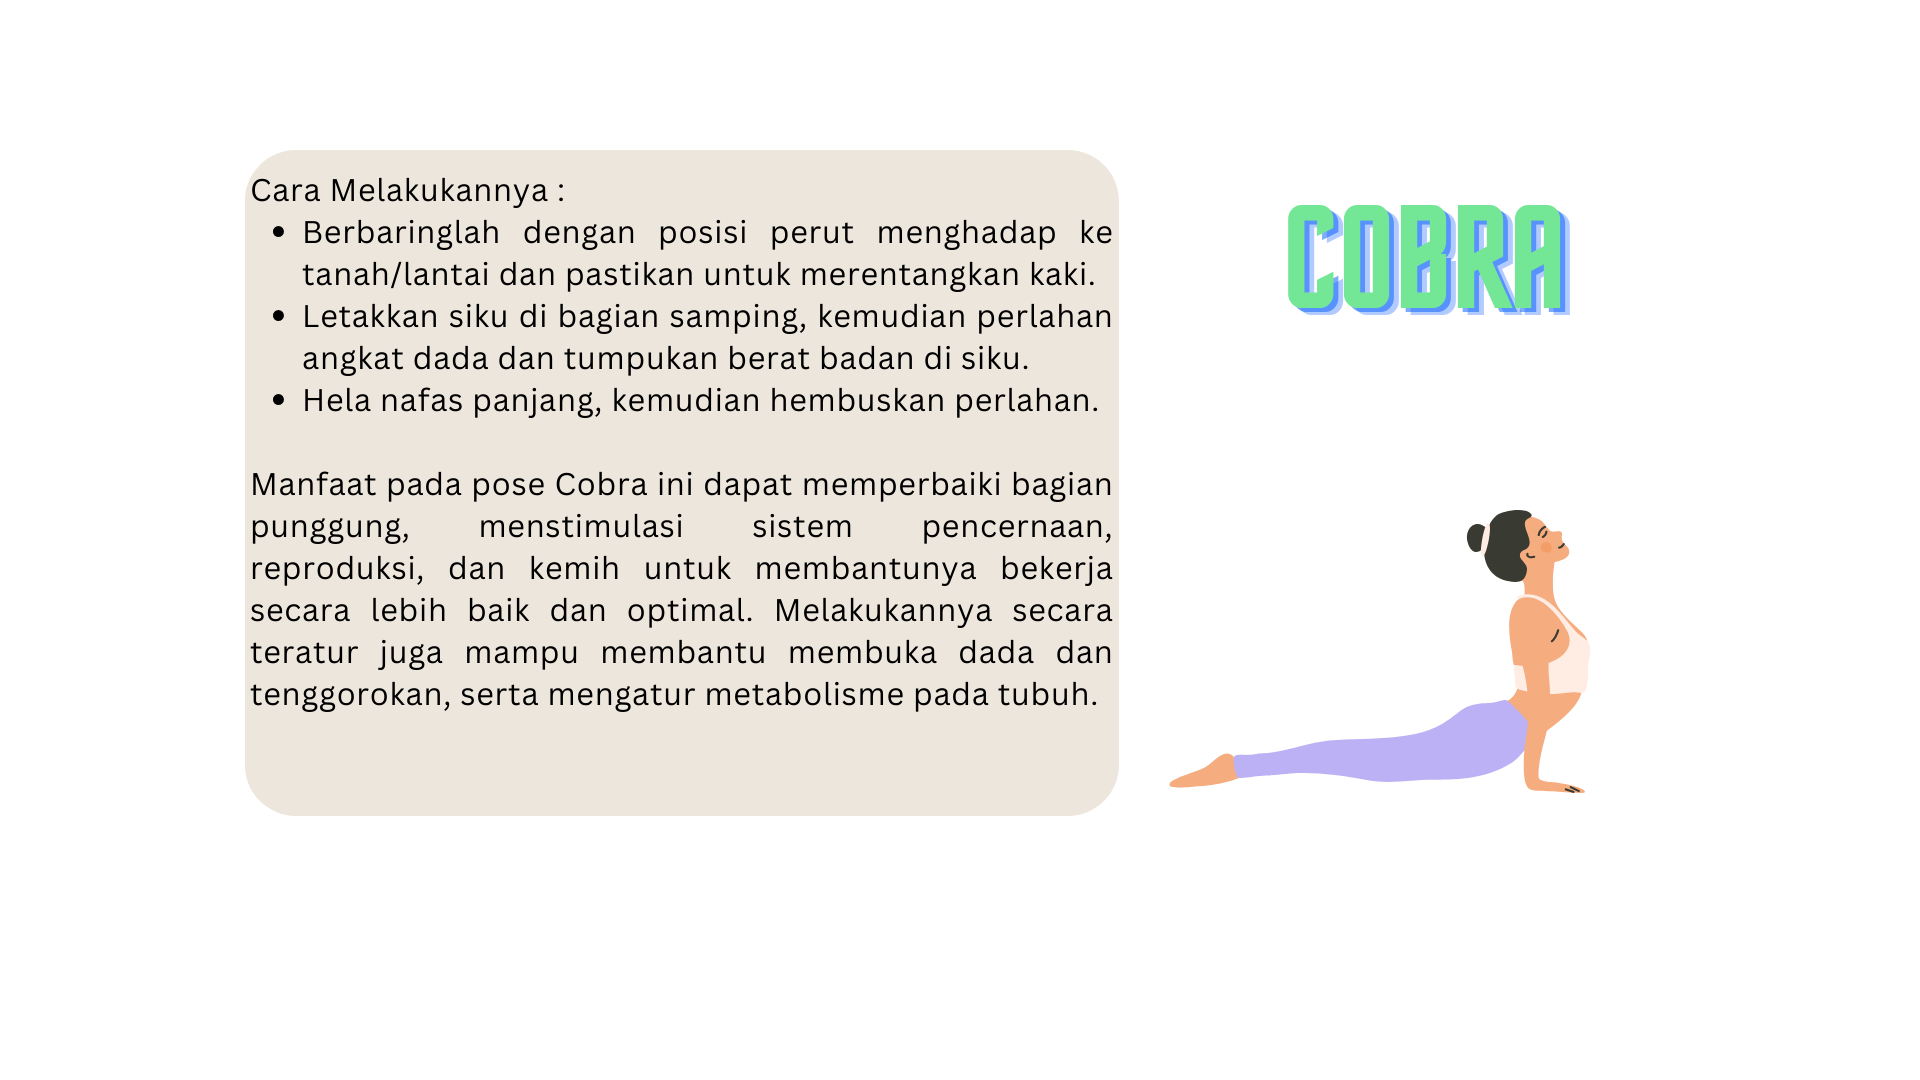 Cara Melakukannya :
• Berbaringlah dengan posisi perut menghadap ke
tanah/lantai dan pastikan untuk merentangkan kaki.
• Letakkan siku di bagian samping, kemudian perlahan
angkat dada dan tumpukan berat badan di siku.
• Hela nafas panjang, kemudian hembuskan perlahan.
Manfaat pada pose Cobra ini dapat memperbaiki bagian
punggung, menstimulasi sistem pencernaan,
reproduksi, dan kemih untuk membantunya bekerja
secara lebih baik dan optimal. Melakukannya secara
teratur juga mampu membantu membuka dada dan
tenggorokan, serta mengatur metabolisme pada tubuh.
COBRA